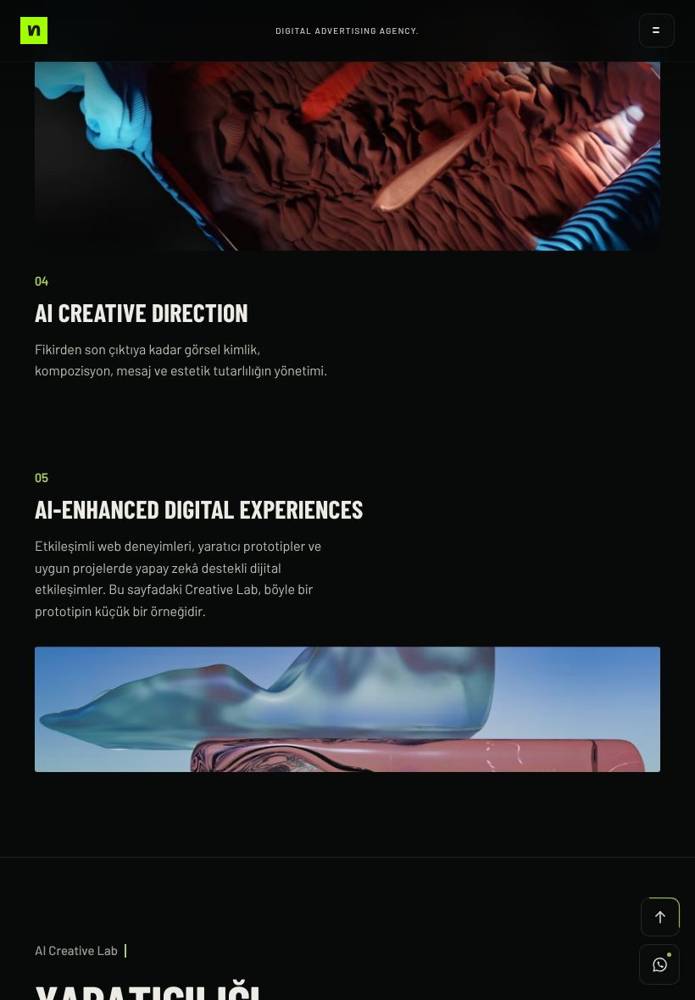 n
DIGITAL ADVERTISING AGENCY.
04
AI CREATIVE DIRECTION
Fikirden son çıktıya kadar görsel kimlik,
kompozisyon, mesaj ve estetik tutarlılığın yönetimi.
05
AI-ENHANCED DIGITAL EXPERIENCES
Etkileşimli web deneyimleri, yaratıcı prototipler ve
uygun projelerde yapay zekâ destekli dijital
etkileşimler. Bu sayfadaki Creative Lab, böyle bir
prototipin küçük bir örneğidir.
AI Creative Lab
YARATICILIĞI